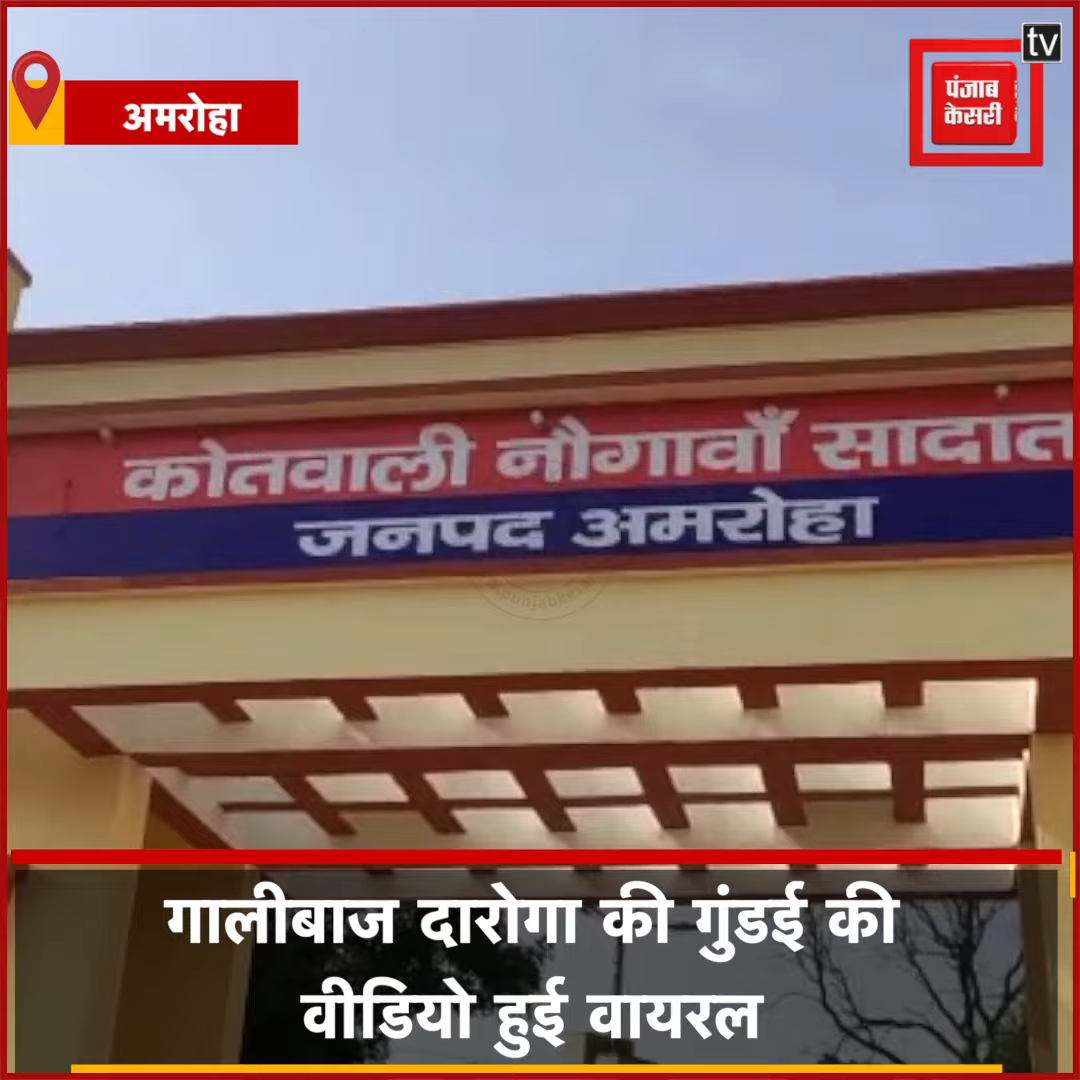 अमरोहा
tv
पंजाब
केसरी
कोतवाली नौगावाँ सादात
जनपद अमरोहा
गालीबाज दारोगा की गुंडई की
वीडियो हुई वायरल